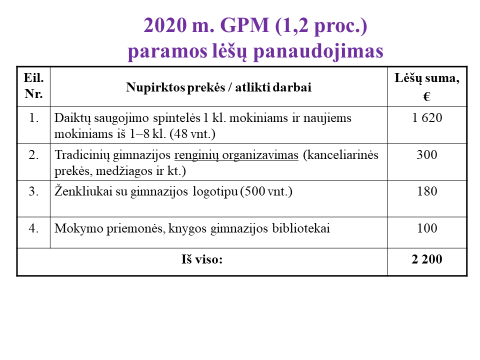 2020 m. GPM (1,2 proc.)
paramos lėšų panaudojimas
Eil. Nr. Nupirktos prekės / atlikti darbai Lėšų suma, €
1. Daiktų saugojimo spintelės 1 kl. mokiniams ir naujiems
mokiniams iš 1–8 kl. (48 vnt.) 1 620
2. Tradicinių gimnazijos renginių organizavimas (kanceliarinės
prekės, medžiagos ir kt.) 300
3. Ženkliukai su gimnazijos logotipu (500 vnt.) 180
4. Mokymo priemonės, knygos gimnazijos bibliotekai 100
Iš viso: 2 200